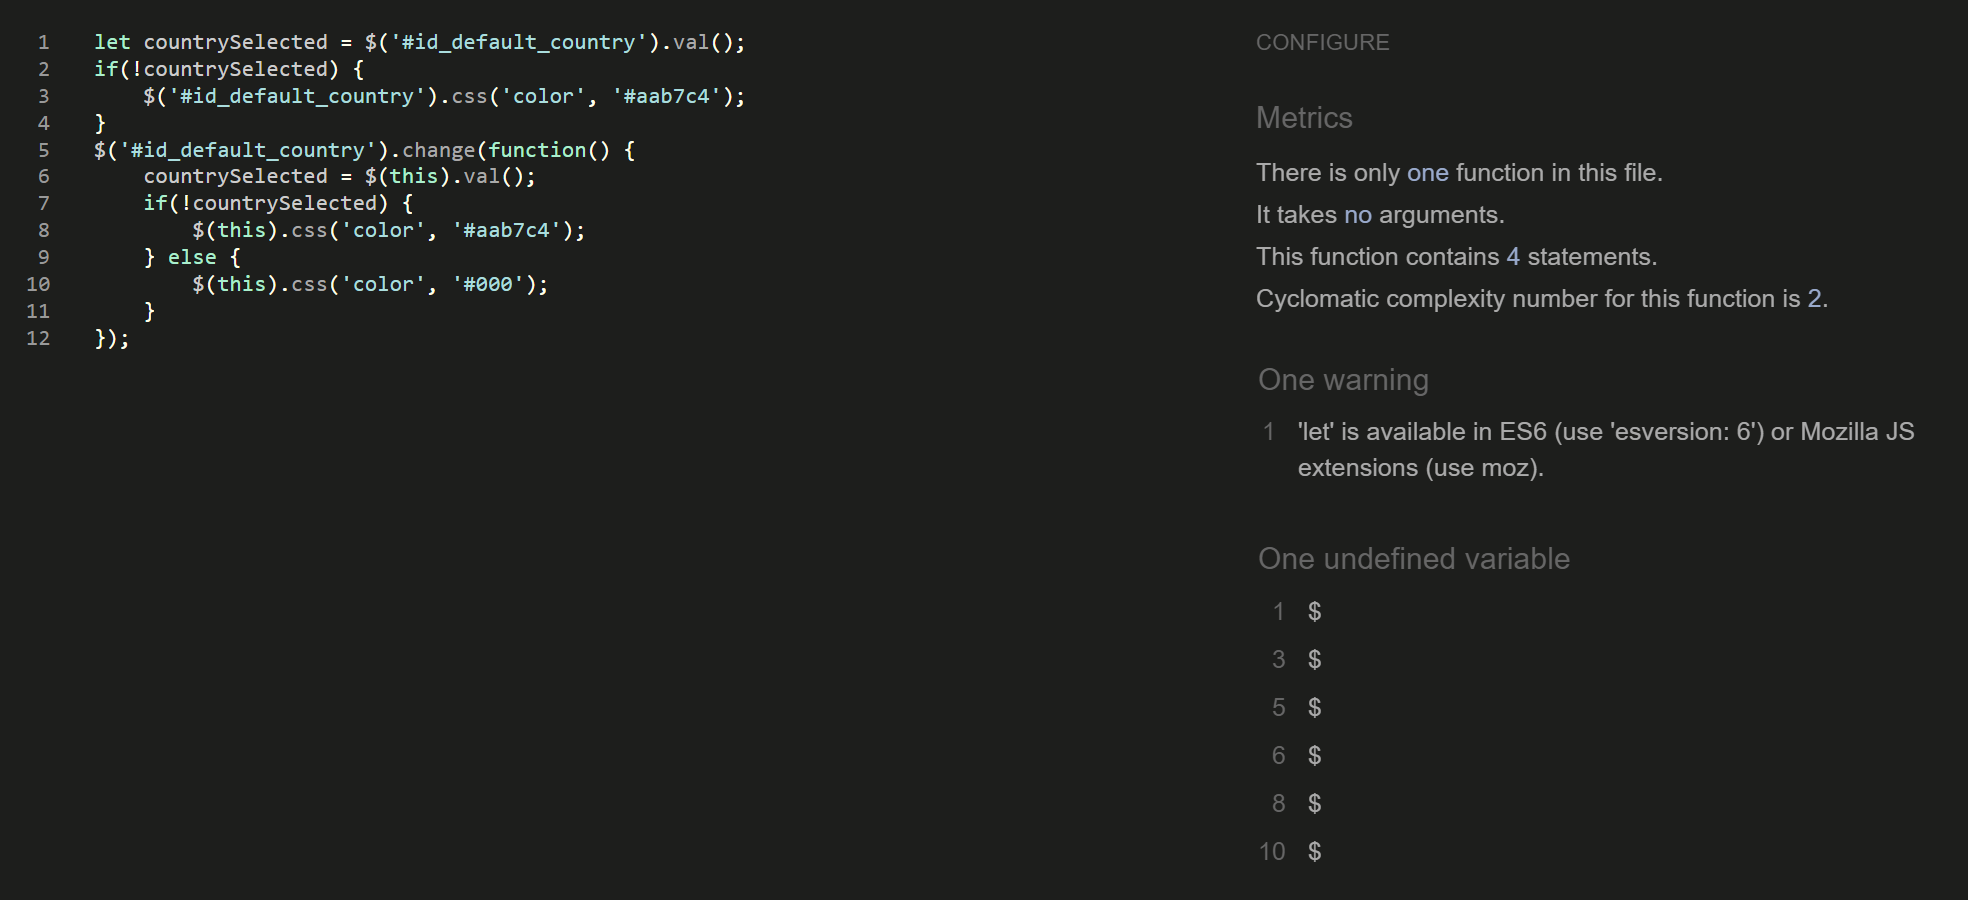 1 let countrySelected = $('#id_default_country').val();
2 if(!countrySelected) {
3 $('#id_default_country').css('color', '#aab7c4');
4 }
5 $('#id_default_country').change(function() {
6 countrySelected = $(this).val();
7 if(!countrySelected) {
8 $(this).css('color', '#aab7c4');
9 } else {
10 $(this).css('color', '#000');
11 }
12 });
CONFIGURE
Metrics
There is only one function in this file.
It takes no arguments.
This function contains 4 statements.
Cyclomatic complexity number for this function is 2.
One warning
1 'let' is available in ES6 (use 'esversion: 6') or Mozilla JS
extensions (use moz).
One undefined variable
1 $
3 $
5 $
6 $
8 $
10 $